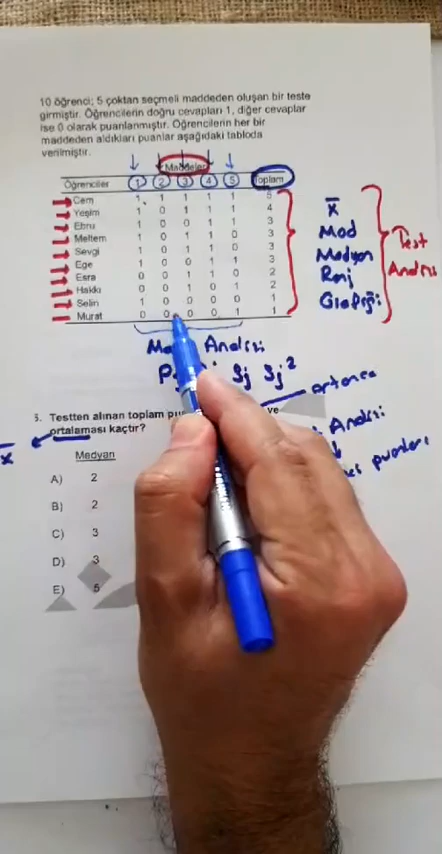 10 öğrenci; 5 çoktan seçmeli maddeden oluşan bir teste
girmiştir. Öğrencilerin doğru cevapları 1, diğer cevaplar
ise 0 olarak puanlanmıştır. Öğrencilerin her bir
maddeden aldıkları puanlar aşağıdaki tabloda
verilmiştir.
Maddeler
Öğrenciler 1 2 3 4 5 Toplam
Cem 1 1 1 1 1 5
Yeşim 1 0 1 1 1 4
Ebru 1 0 0 1 1 3
Meltem 0 1 1 0 3
Sevgi 1 0 1 1 0 3
Ege 1 0 0 1 1 3
Esra 0 0 1 1 0 2
Hakkı 0 0 1 0 1 2
Selin 1 0 0 0 0 1
Murat 0 0 0 0 1 1
x̄
Mod
Medyan
Ranj
Test
Analizi
Analizi
Sj Sj²
ortanca
Analizi
puanları
5. Testten alınan toplam ve
ortalaması kaçtır?
x
Medyan
A) 2
B) 2
C) 3
D) 3
E) 5